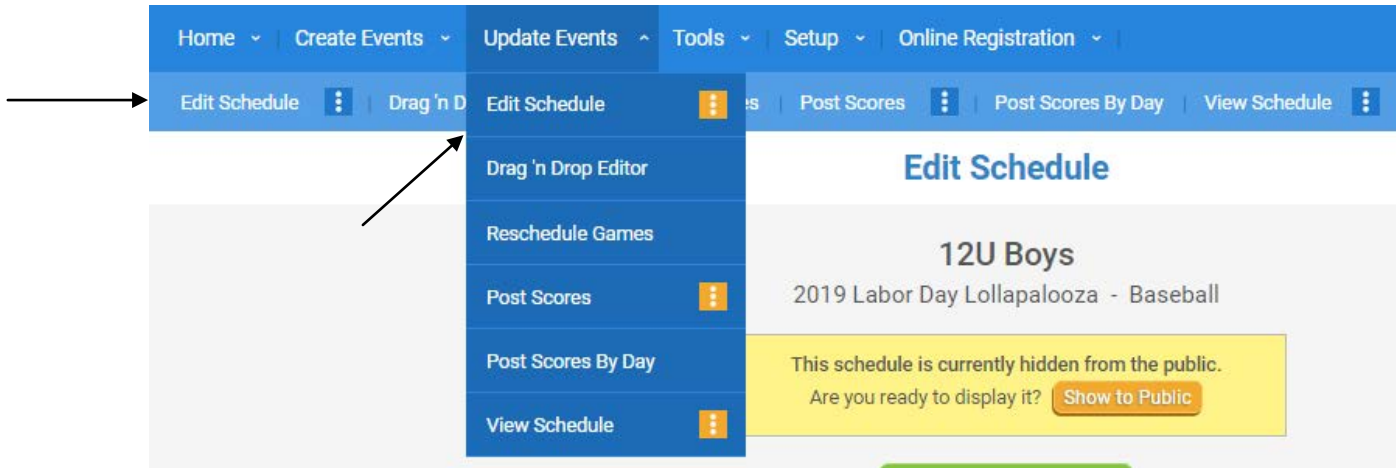 Home Create Events Update Events Tools Setup Online Registration
Edit Schedule Drag 'n D es Post Scores Post Scores By Day View Schedule
Edit Schedule
Drag 'n Drop Editor
Reschedule Games
Post Scores
Post Scores By Day
View Schedule
Edit Schedule
12U Boys
2019 Labor Day Lollapalooza - Baseball
This schedule is currently hidden from the public.
Are you ready to display it? Show to Public